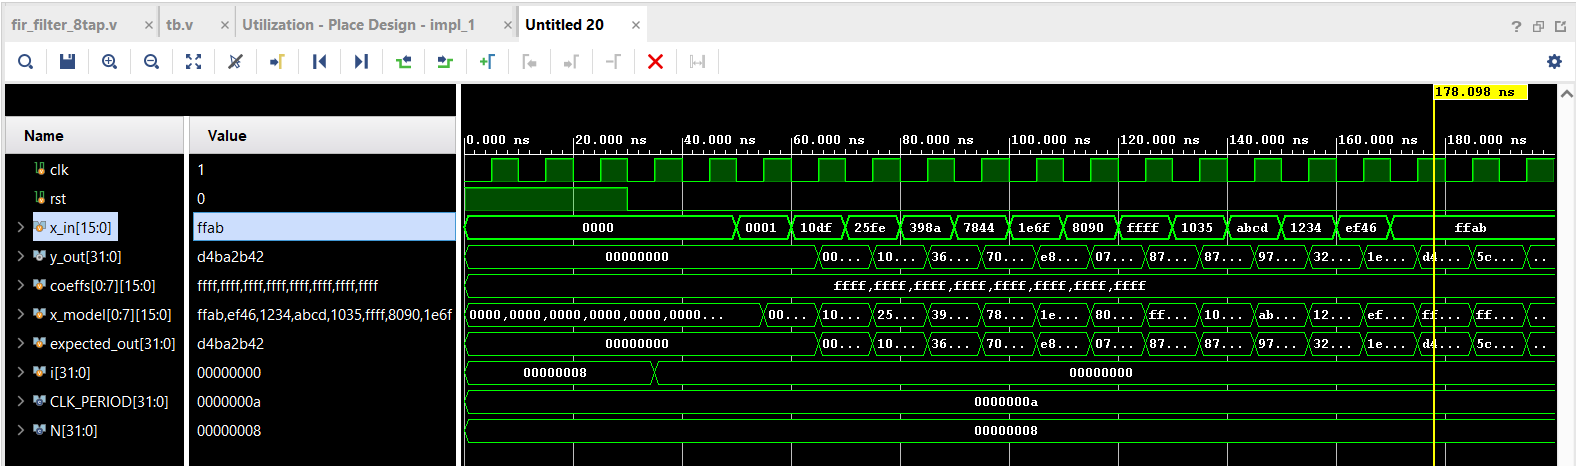 fir_filter_8tap.v × tb.v × Utilization - Place Design - impl_1 × Untitled 20 × ?
178.098 ns
Name Value 0.000 ns 20.000 ns 40.000 ns 60.000 ns 80.000 ns 100.000 ns 120.000 ns 140.000 ns 160.000 ns 180.000 ns
clk 1
rst 0
x_in[15:0] ffab 0000 0001 10df 25fe 398a 7844 1e6f 8090 ffff 1035 abcd 1234 ef46 ffab
y_out[31:0] d4ba2b42 00000000 00... 10... 36... 70... e8... 07... 87... 87... 97... 32... 1e... d4... 5c... ..
coeffs[0:7][15:0] ffff,ffff,ffff,ffff,ffff,ffff,ffff,ffff ffff,ffff,ffff,ffff,ffff,ffff,ffff,ffff
x_model[0:7][15:0] ffab,ef46,1234,abcd,1035,ffff,8090,1e6f 0000,0000,0000,0000,0000,0000... 00... 10... 25... 39... 78... 1e... 80... ff... 10... ab... 12... ef... ff... ff... ..
expected_out[31:0] d4ba2b42 00000000 00... 10... 36... 70... e8... 07... 87... 87... 97... 32... 1e... d4... 5c... ..
i[31:0] 00000000 00000008 00000000
CLK_PERIOD[31:0] 0000000a 0000000a
N[31:0] 00000008 00000008